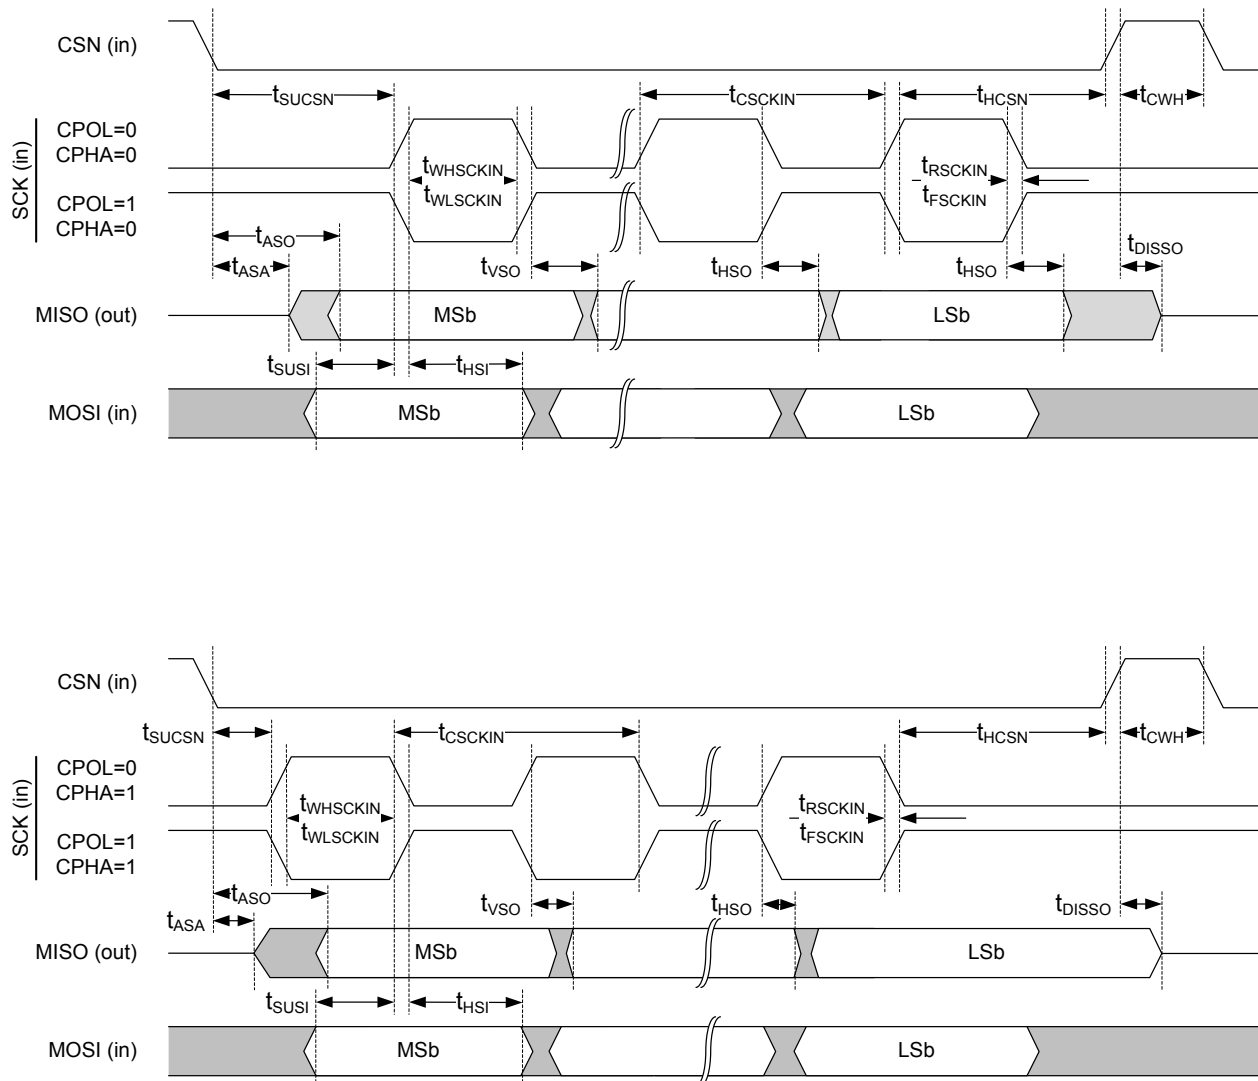 CSN (in)
tSUCSN
tCSCKIN
tHCSN
tCWH
SCK (in)
CPOL=0
CPHA=0
tWHSCKIN
tRSCKIN
tWLSCKIN
tFSCKIN
CPOL=1
CPHA=0
tASO
tASA
tVSO
tHSO
tHSO
tDISSO
MISO (out)
MSb
LSb
tSUSI
tHSI
MOSI (in)
MSb
LSb
CSN (in)
tSUCSN
tCSCKIN
tHCSN
tCWH
SCK (in)
CPOL=0
CPHA=1
tWHSCKIN
tRSCKIN
tWLSCKIN
tFSCKIN
CPOL=1
CPHA=1
tASO
tASA
tVSO
tHSO
tDISSO
MISO (out)
MSb
LSb
tSUSI
tHSI
MOSI (in)
MSb
LSb